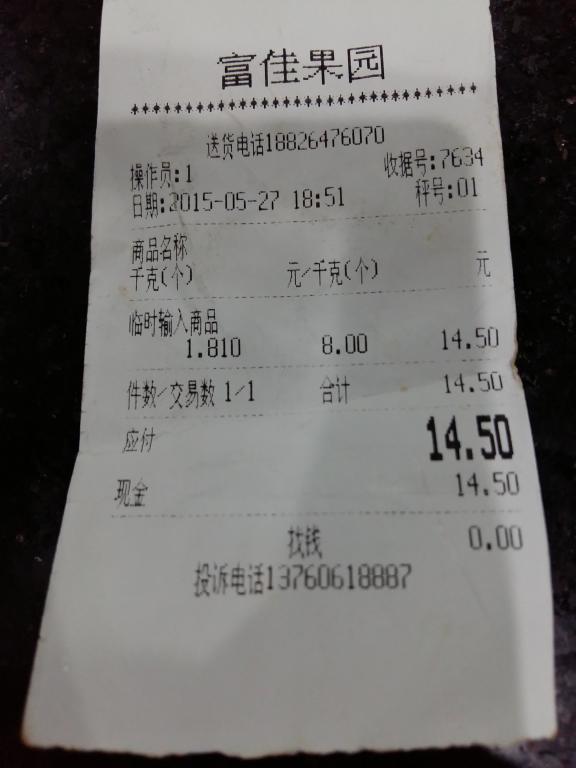 富佳果园
************************************
送货电话18826476070
操作员:1 收据号:7634
日期:2015-05-27 18:51 秤号:01
商品名称
千克(个) 元/千克(个) 元
临时输入商品
1.810 8.00 14.50
件数/交易数 1/1 合计 14.50
应付 14.50
现金 14.50
找钱 0.00
投诉电话13760618887